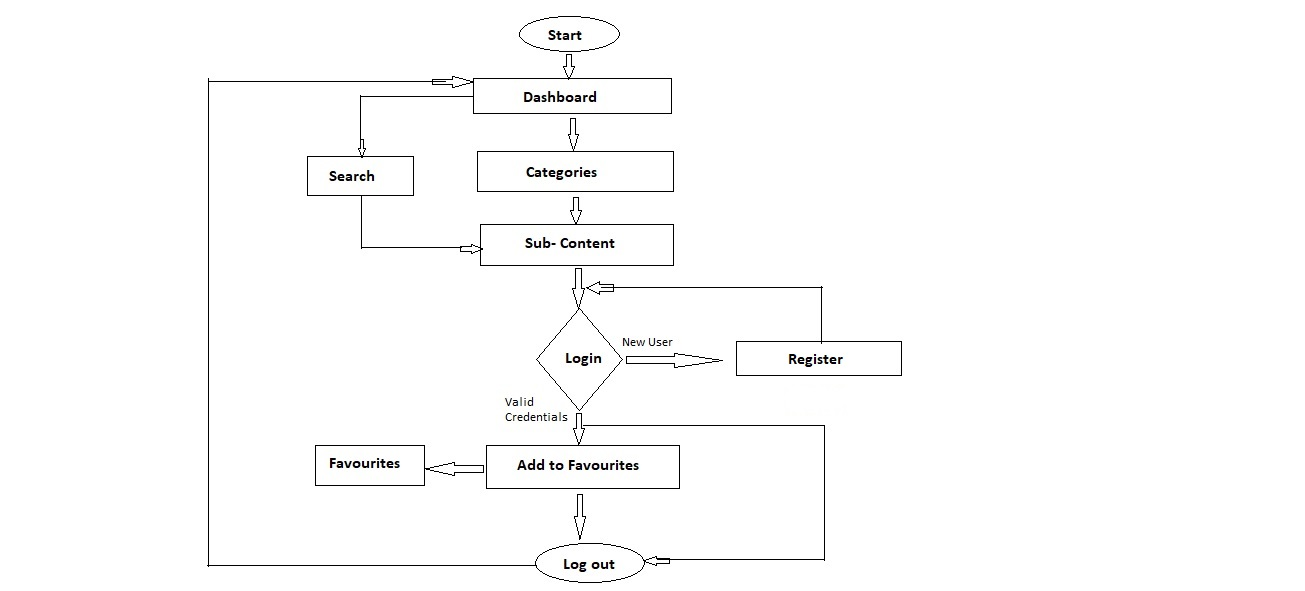 Start
Dashboard
Search
Categories
Sub- Content
New User
Login
Register
Valid
Credentials
Favourites
Add to Favourites
Log out